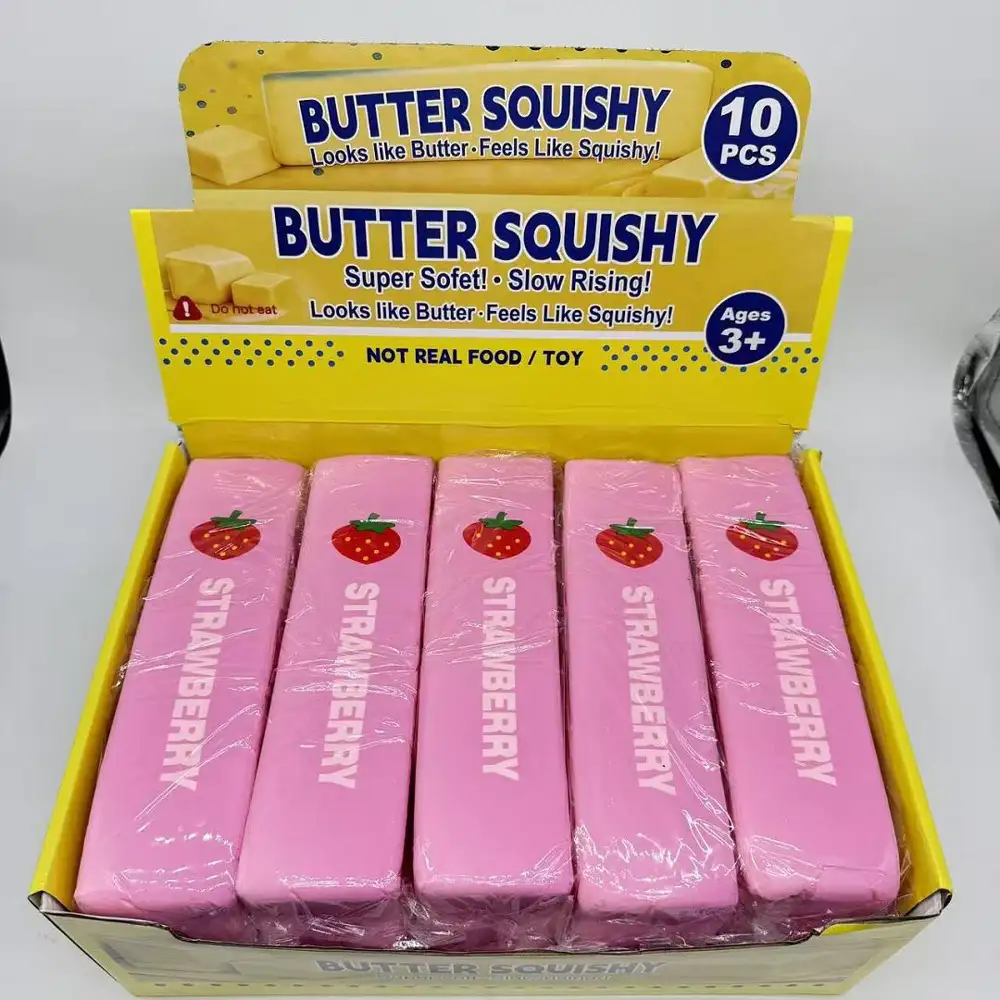 BUTTER SQUISHY
Looks like Butter·Feels Like Squishy!
10
PCS
BUTTER SQUISHY
Super Sofet! • Slow Rising!
Looks like Butter·Feels Like Squishy!
Do not eat
Ages
3+
NOT REAL FOOD / TOY
STRAWBERRY
STRAWBERRY
STRAWBERRY
STRAWBERRY
STRAWBERRY
BUTTER SQUISHY